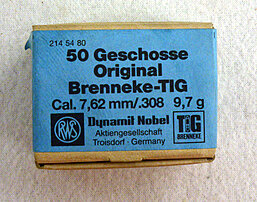 214 54 80
50 Geschosse
Original
Brenneke-TIG
Cal. 7,62 mm/.308 9,7 g
RWS
Dynamit Nobel
Aktiengesellschaft
Troisdorf · Germany
TIG
BRENNEKE